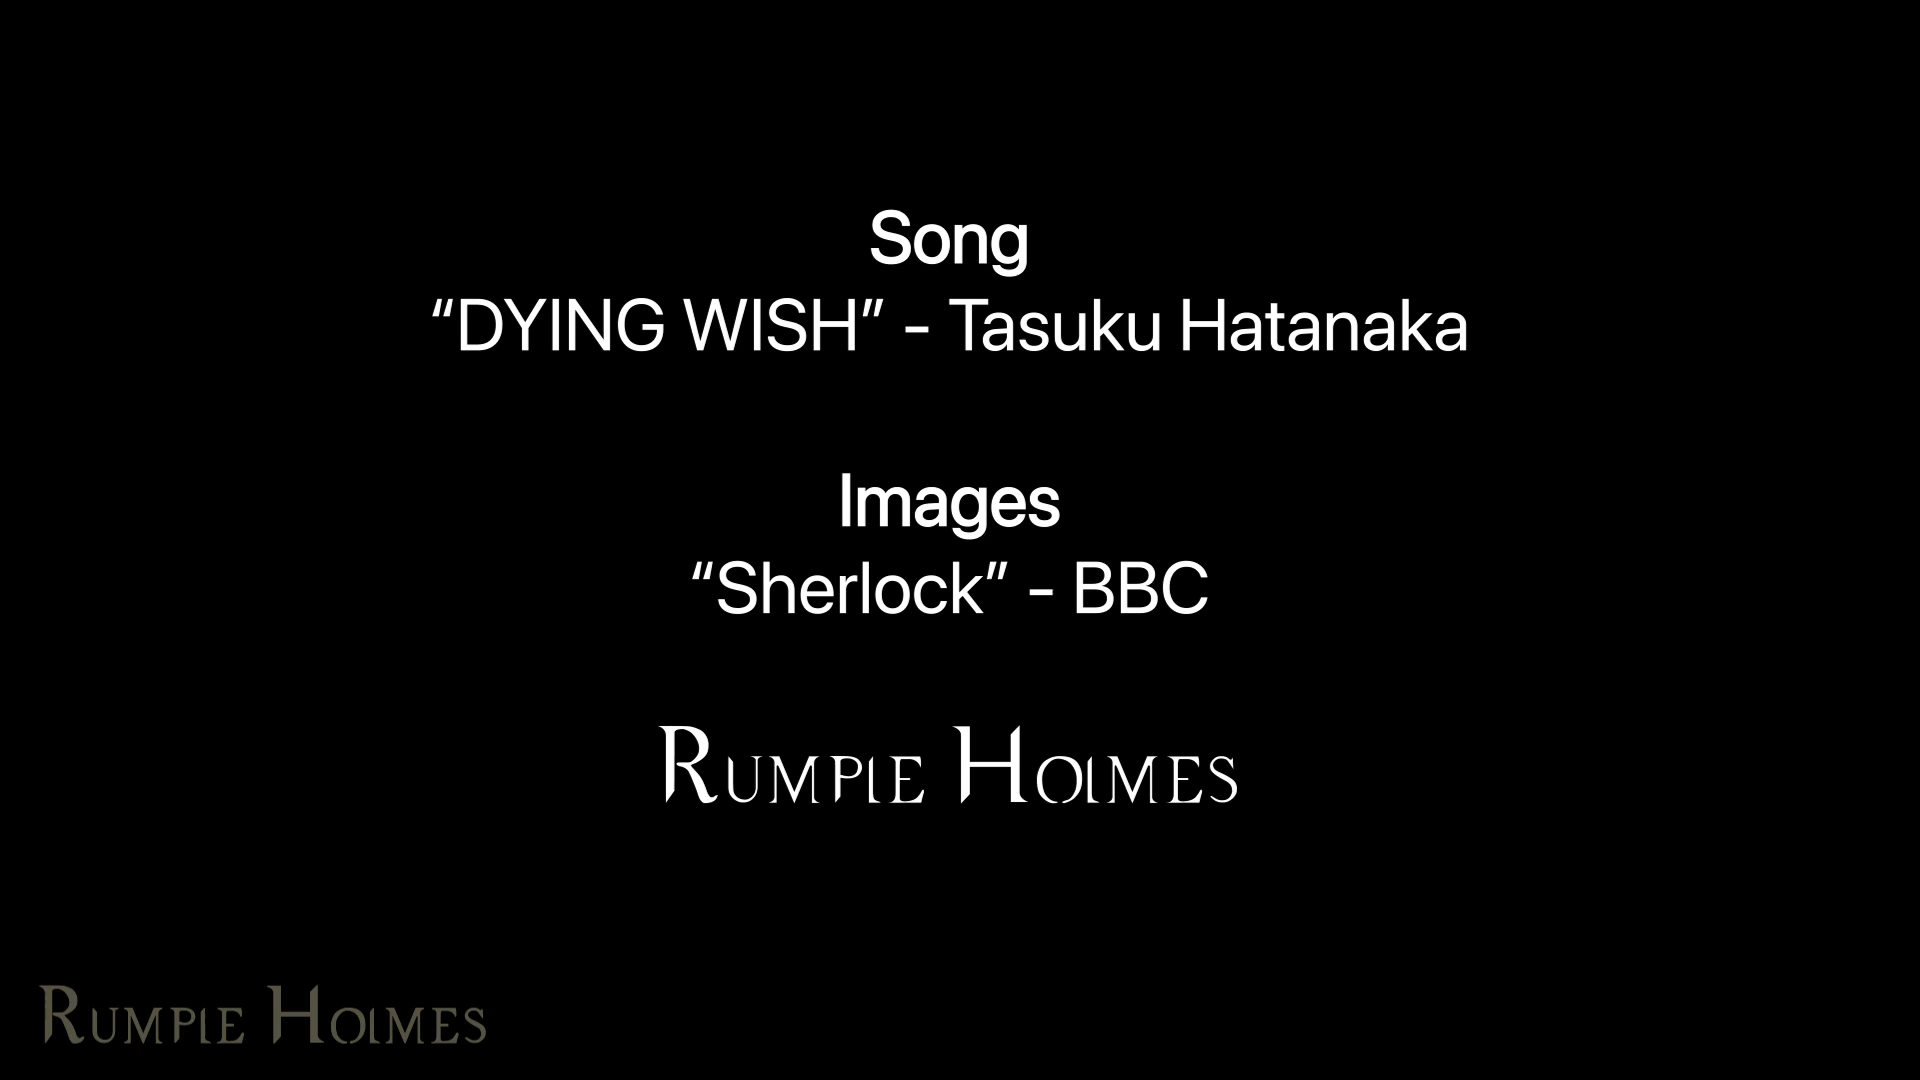 Song
“DYING WISH” - Tasuku Hatanaka
Images
“Sherlock” - BBC
RUMPlE HOlMES
RUMPlE HOlMES